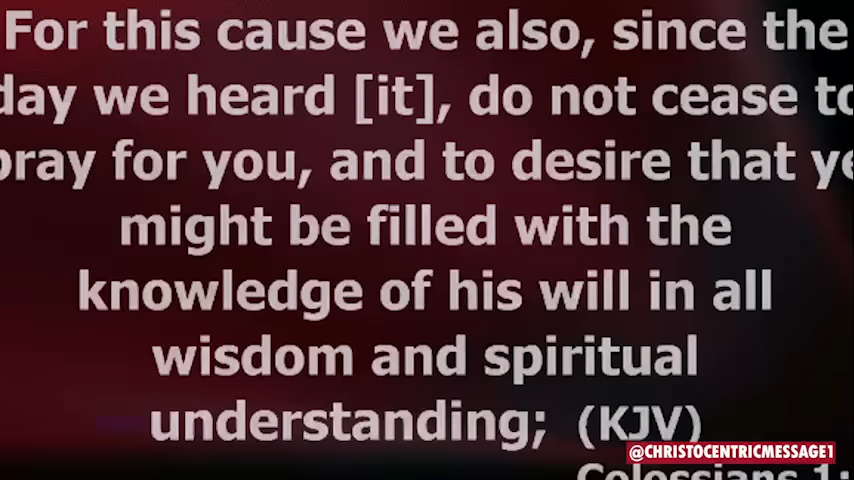 For this cause we also, since the
day we heard [it], do not cease to
pray for you, and to desire that ye
might be filled with the
knowledge of his will in all
wisdom and spiritual
understanding; (KJV)
@CHRISTOCENTRICMESSAGE1
Colossians 1: